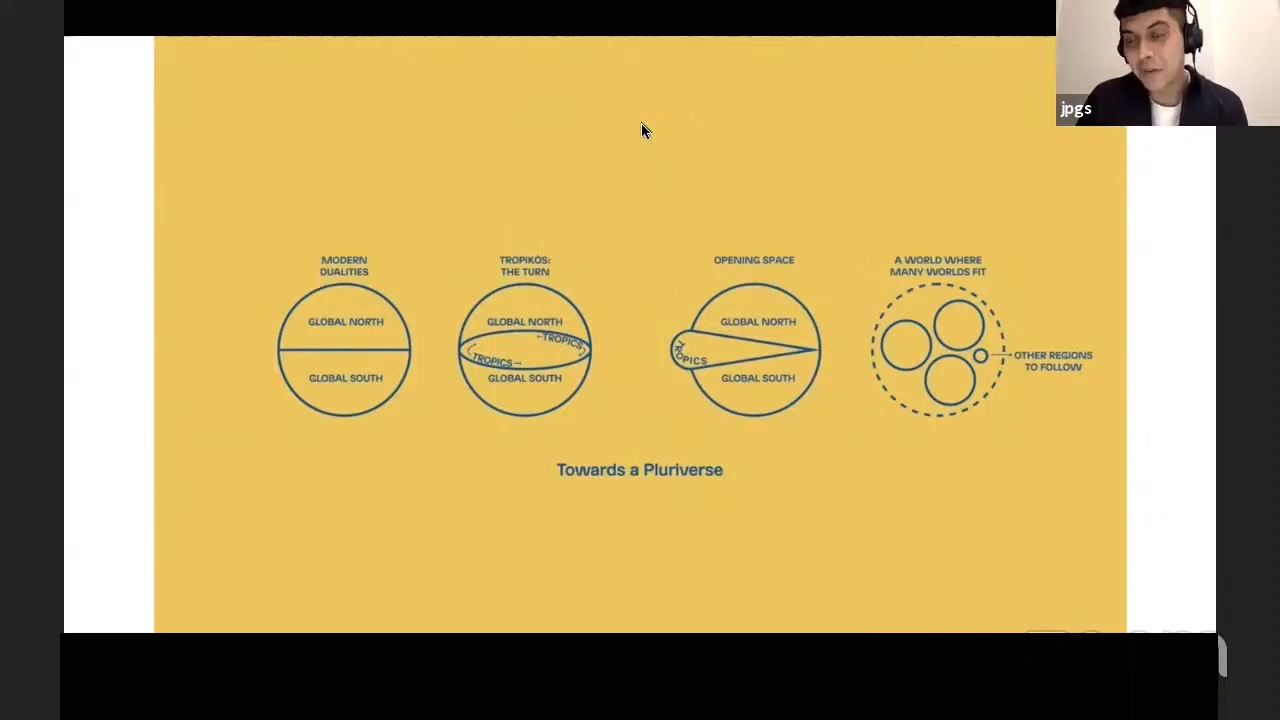 jpgs
MODERN
DUALITIES
GLOBAL NORTH
GLOBAL SOUTH
TROPIKÓS:
THE TURN
GLOBAL NORTH
←TROPICS
TROPICS→
GLOBAL SOUTH
OPENING SPACE
GLOBAL NORTH
TROPICS
GLOBAL SOUTH
A WORLD WHERE
MANY WORLDS FIT
OTHER REGIONS
TO FOLLOW
Towards a Pluriverse